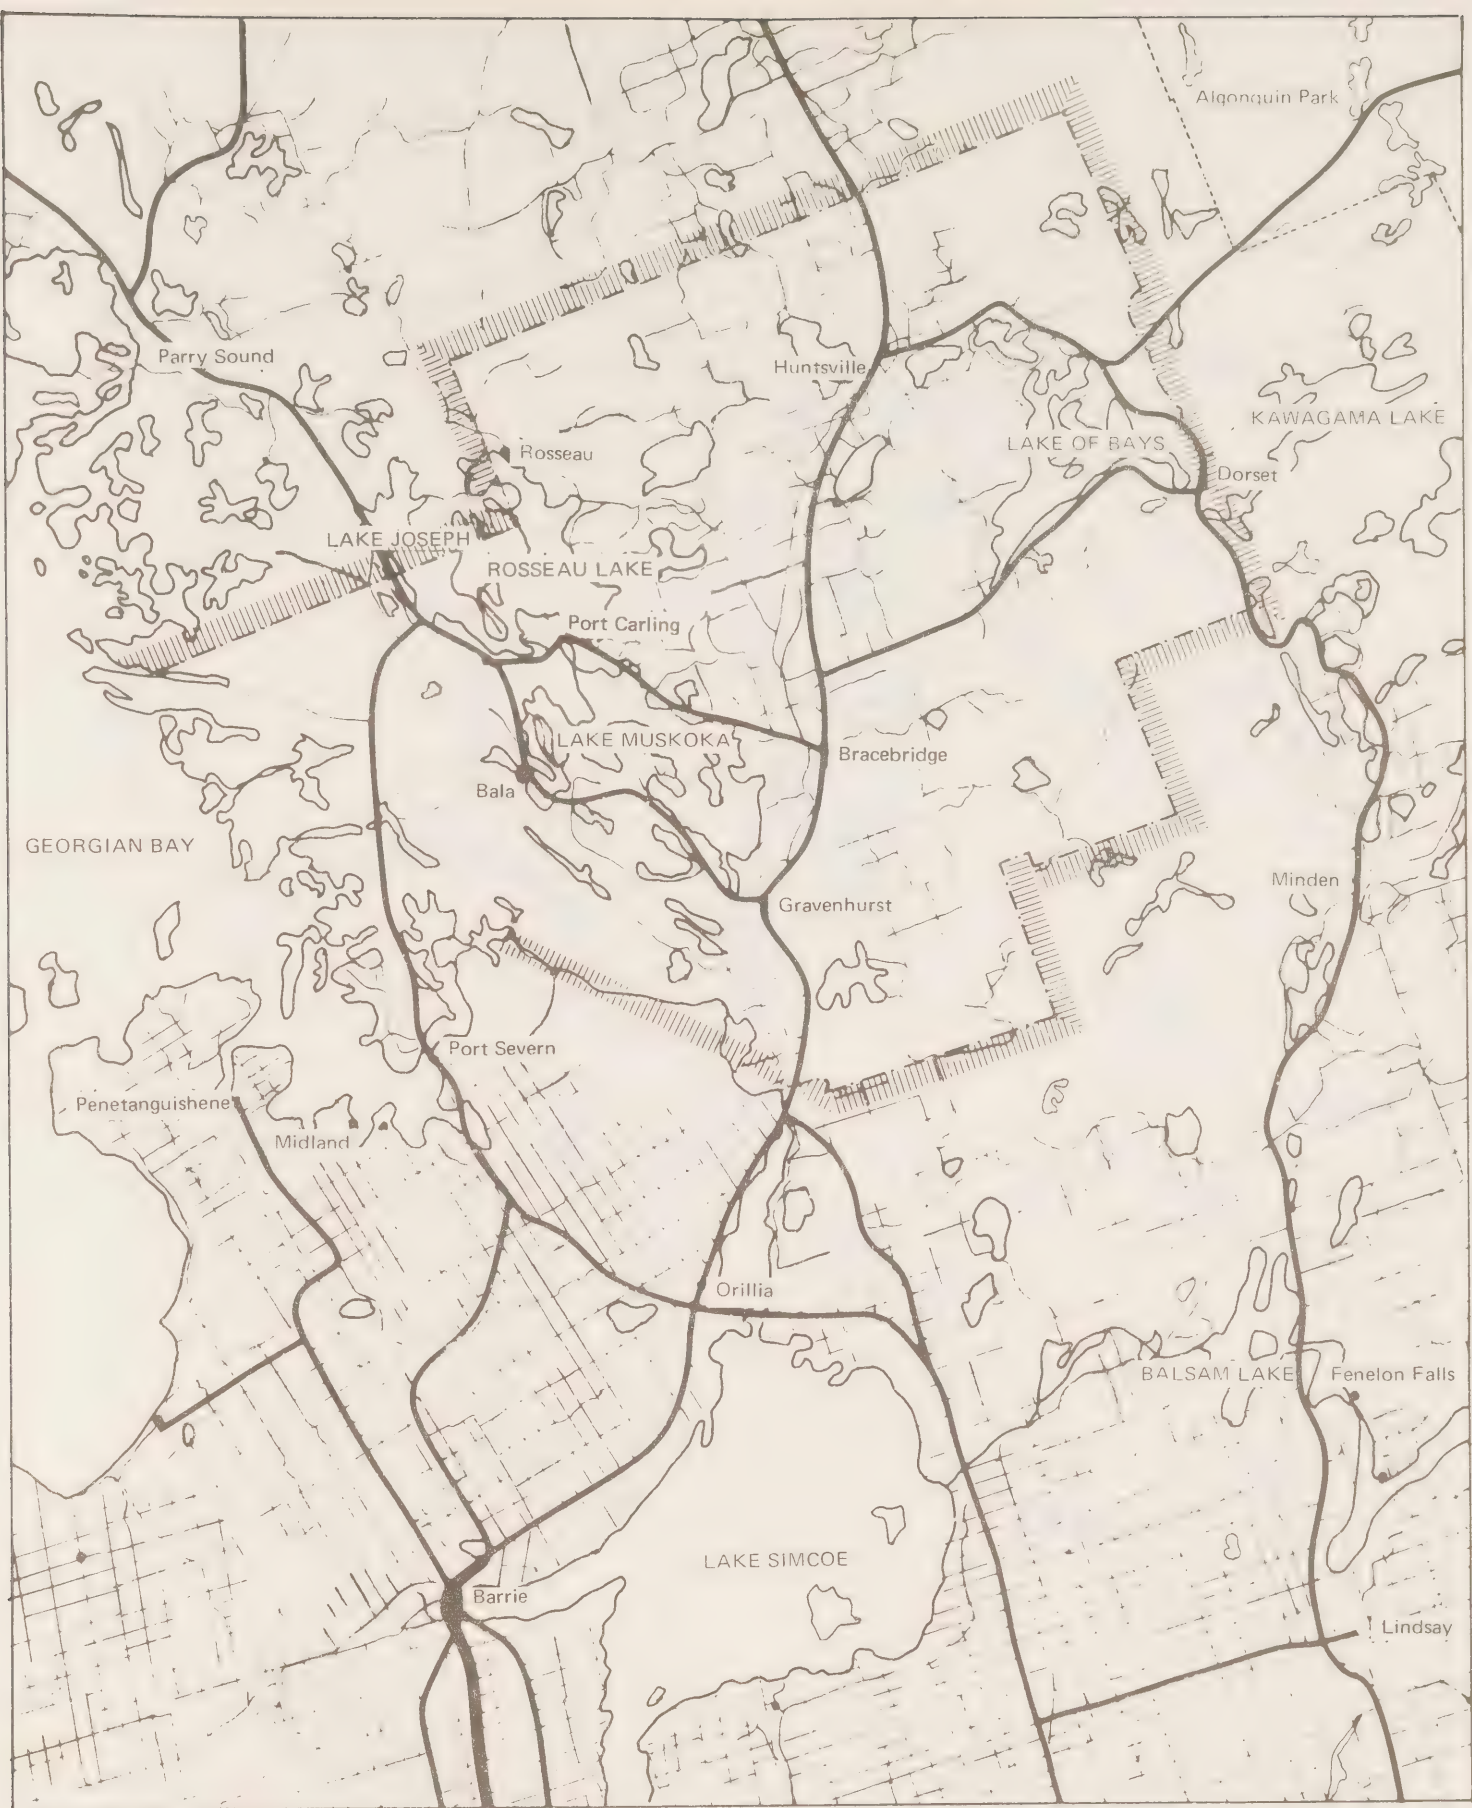 Algonquin Park
Parry Sound
Huntsville
KAWAGAMA LAKE
LAKE OF BAYS
Rosseau
Dorset
LAKE JOSEPH
ROSSEAU LAKE
Port Carling
LAKE MUSKOKA
Bracebridge
Bala
GEORGIAN BAY
Minden
Gravenhurst
Port Severn
Penetanguishene
Midland
Orillia
BALSAM LAKE
Fenelon Falls
LAKE SIMCOE
Barrie
Lindsay